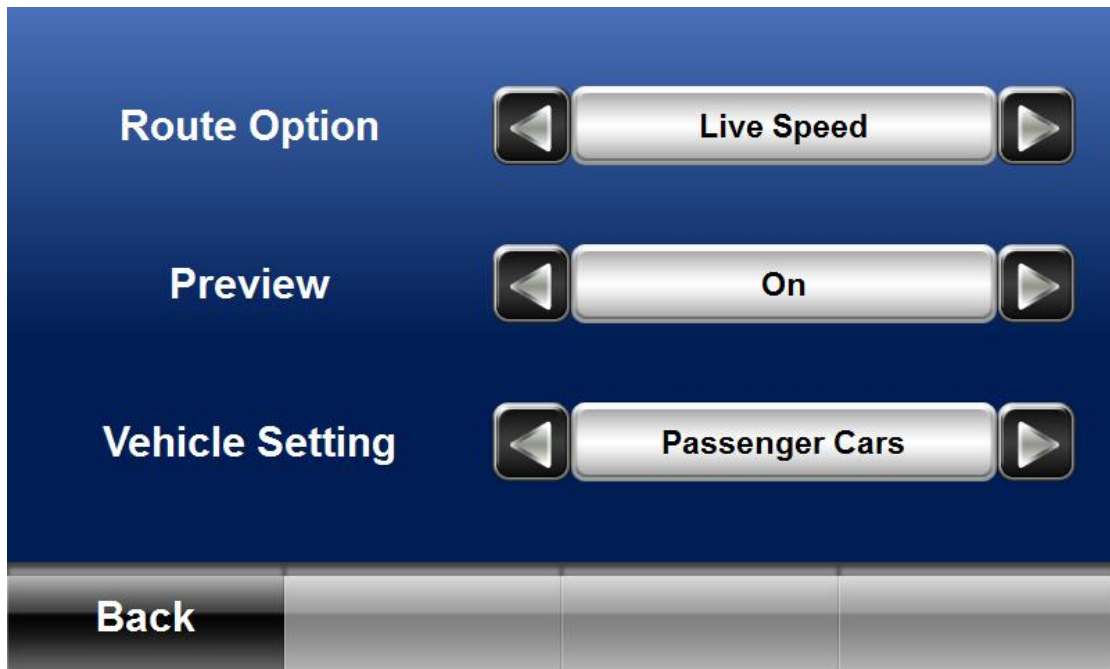 Route Option
Live Speed
Preview
On
Vehicle Setting
Passenger Cars
Back